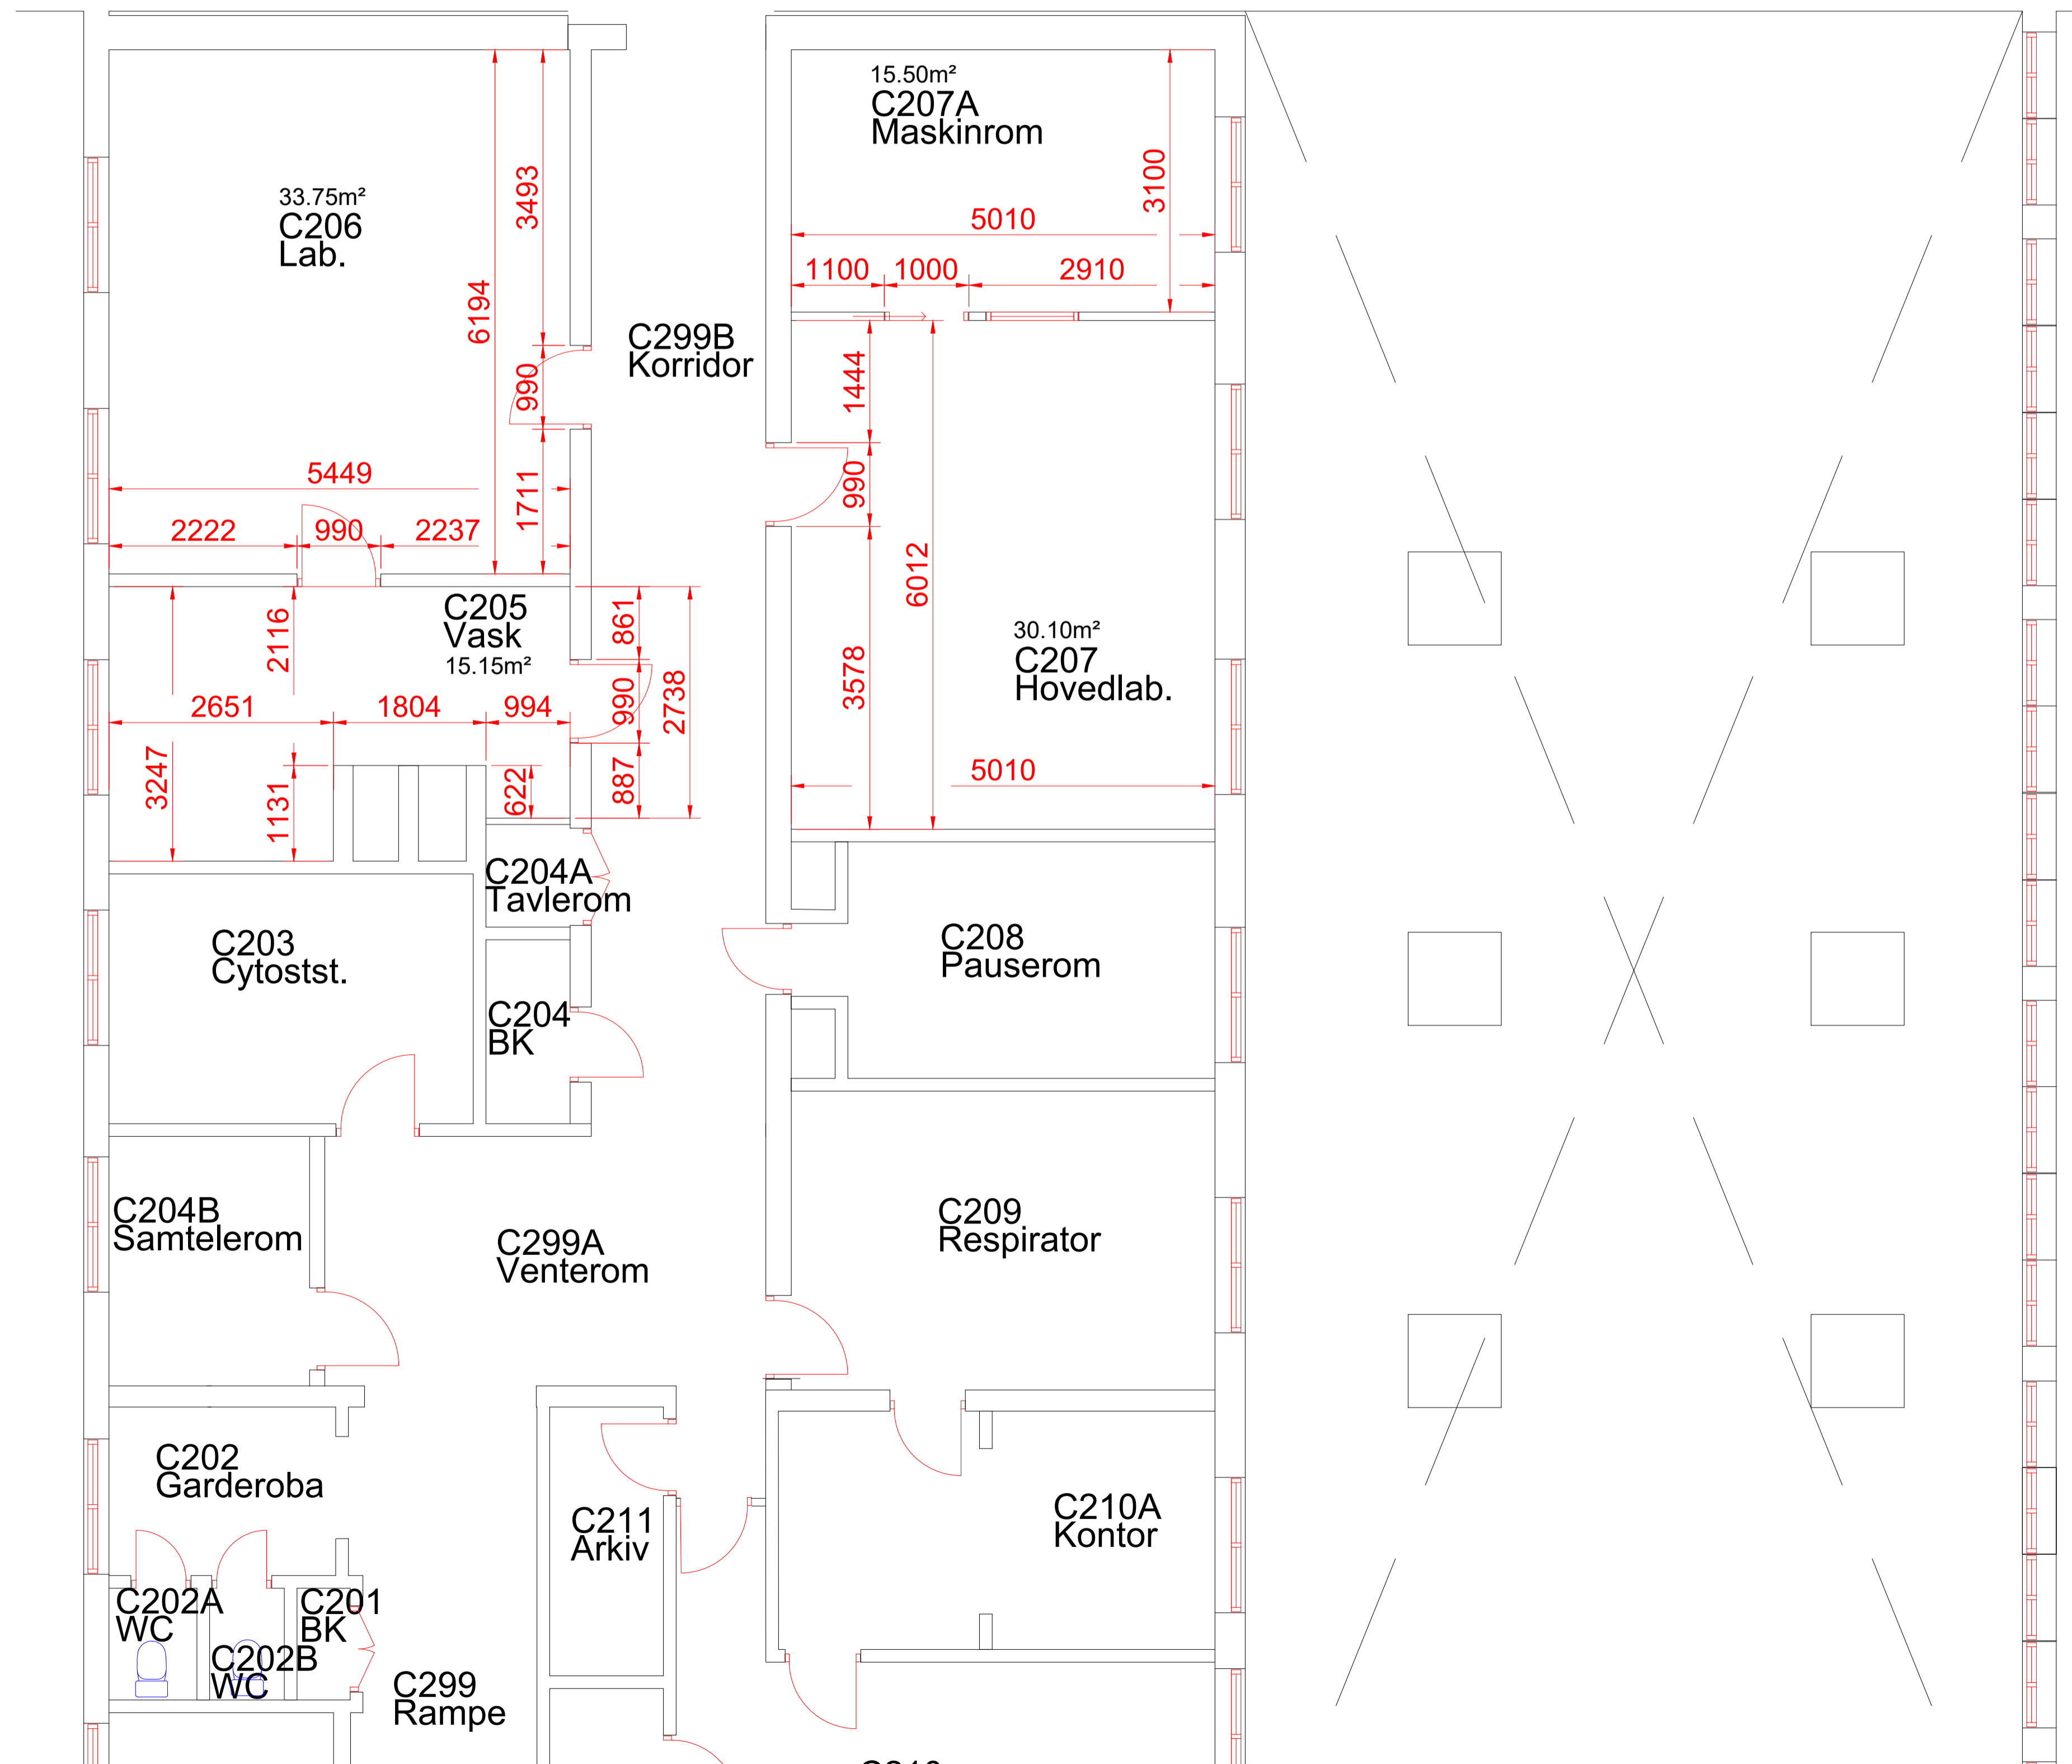 15.50m²
C207A
Maskinrom
3100
5010
1100
1000
2910
33.75m²
C206
Lab.
3493
6194
990
1711
5449
2222
990
2237
C299B
Korridor
1444
990
6012
3578
30.10m²
C207
Hovedlab.
5010
C205
Vask
15.15m²
2116
861
990
2738
887
2651
1804
994
3247
1131
622
C204A
Tavlerom
C203
Cytostst.
C204
BK
C208
Pauserom
C204B
Samtelerom
C299A
Venterom
C209
Respirator
C202
Garderoba
C211
Arkiv
C210A
Kontor
C202A
WC
C202B
WC
C201
BK
C299
Rampe